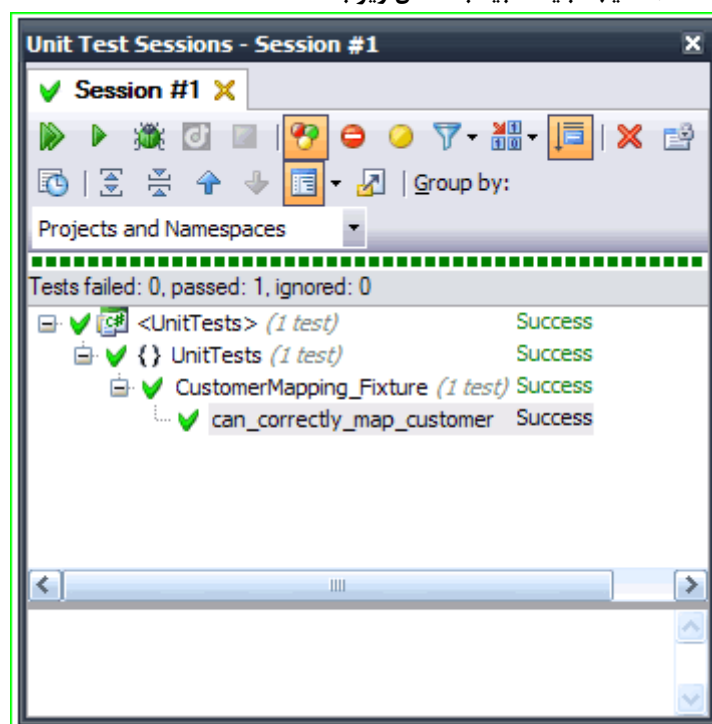 Unit Test Sessions - Session #1
Session #1
Group by:
Projects and Namespaces
Tests failed: 0, passed: 1, ignored: 0
<UnitTests> (1 test) Success
{} UnitTests (1 test) Success
CustomerMapping_Fixture (1 test) Success
can_correctly_map_customer Success